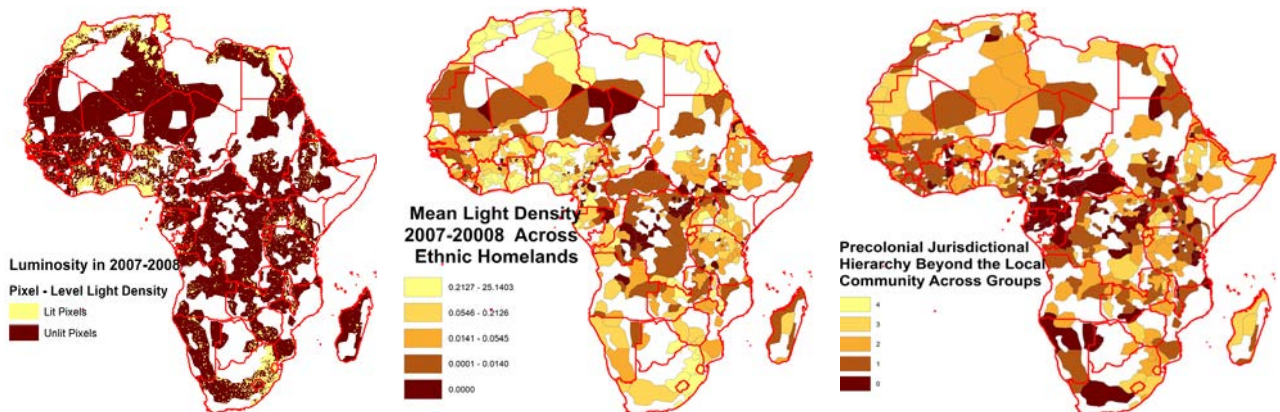 Luminosity in 2007-2008
Pixel - Level Light Density
Lit Pixels
Unlit Pixels
Mean Light Density
2007-20008 Across
Ethnic Homelands
0.2127 - 25.1403
0.0546 - 0.2126
0.0141 - 0.0545
0.0001 - 0.0140
0.0000
Precolonial Jurisdictional
Hierarchy Beyond the Local
Community Across Groups
4
3
2
1
0